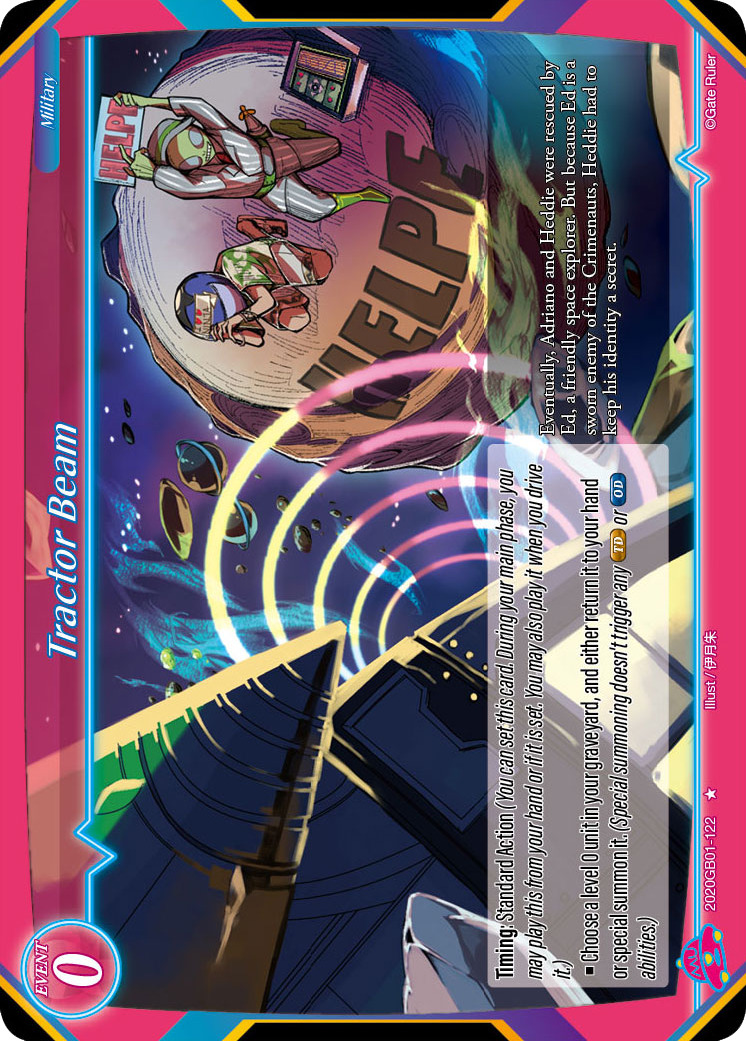 EVENT
0
Tractor Beam
Military
HELPE
HELPE
Eventually, Adriano and Heddie were rescued by
Ed, a friendly space explorer. But because Ed is a
sworn enemy of the Crimenauts, Heddie had to
keep his identity a secret.
Timing: Standard Action (You can set this card. During your main phase, you
may play this from your hand or if it is set. You may also play it when you drive
it.)
■ Choose a level 0 unit in your graveyard, and either return it to your hand
or special summon it. (Special summoning doesn't trigger any TD or OD
abilities.)
2020GB01-122 ★
Illust / 伊月朱
©Gate Ruler